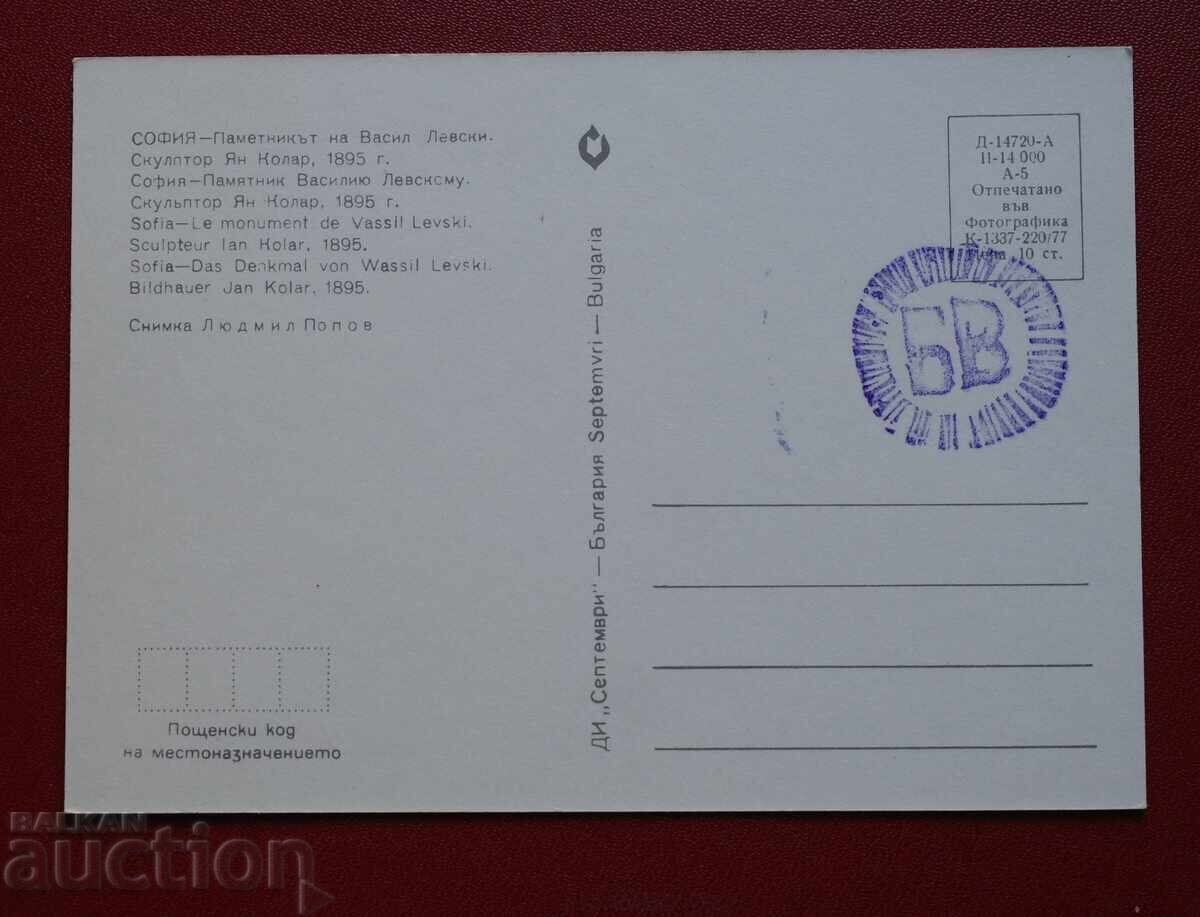 СОФИЯ—Паметникът на Васил Левски.
Скулптор Ян Колар, 1895 г.
София—Памятник Василию Левскому.
Скульптор Ян Колар, 1895 г.
Sofia—Le monument de Vassil Levski.
Sculpteur Ian Kolar, 1895.
Sofia—Das Denkmal von Wassil Levski.
Bildhauer Jan Kolar, 1895.
Снимка Людмил Попов
Пощенски код
на местоназначението
ДИ „Септември“ — България Septemvri — Bulgaria
Д-14720-А
П-14 000
А-5
Отпечатано
във
Фотографика
К-1337-220/77
Цена 10 ст.
БВ
BALKAN
auction